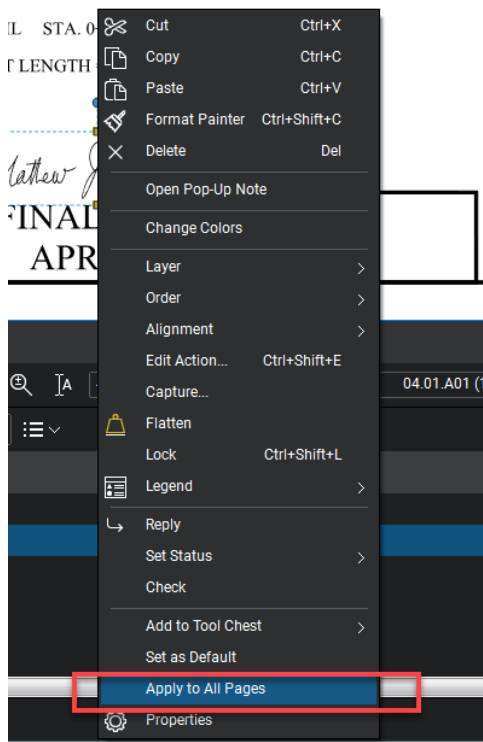 STA. 0-
Cut Ctrl+X
T LENGTH =
Copy Ctrl+C
Paste Ctrl+V
Format Painter Ctrl+Shift+C
Delete Del
Open Pop-Up Note
FINAL
Change Colors
APR
Layer
Order
Alignment
Edit Action... Ctrl+Shift+E
Capture...
04.01.A01 (1
Flatten
Lock Ctrl+Shift+L
Legend
Reply
Set Status
Check
Add to Tool Chest
Set as Default
Apply to All Pages
Properties